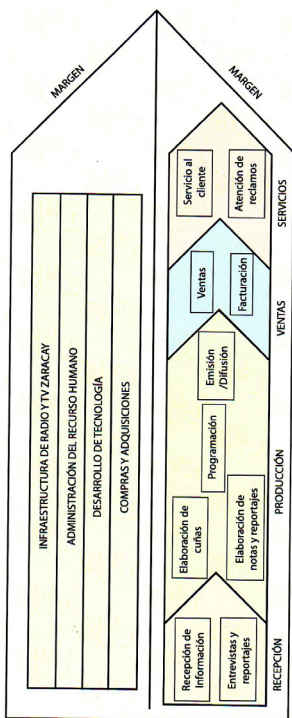 INFRAESTRUCTURA DE RADIO Y TV ZARACAY
ADMINISTRACIÓN DEL RECURSO HUMANO
DESARROLLO DE TECNOLOGÍA
COMPRAS Y ADQUISICIONES
MARGEN
Recepción de
Información
Entrevistas y
reportajes
RECEPCIÓN
Elaboración de
cuñas
Elaboración de
notas y reportajes
Programación
Emisión
/Difusión
PRODUCCIÓN
Ventas
Facturación
VENTAS
Servicio al
cliente
Atención de
reclamos
SERVICIOS
MARGEN